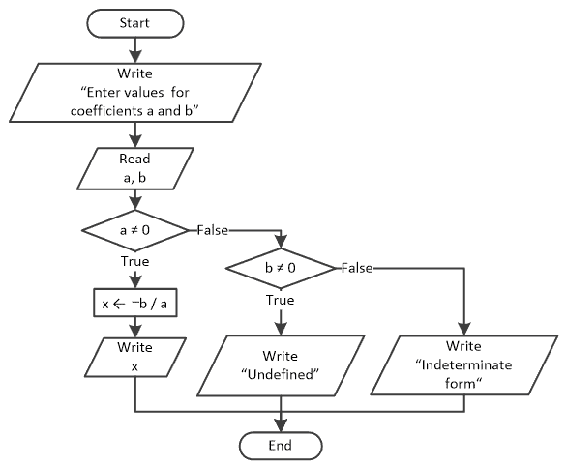 Start
Write
“Enter values for
coefficients a and b”
Read
a, b
a ≠ 0
False
True
b ≠ 0
False
True
x ← −b / a
Write
x
Write
“Undefined”
Write
“Indeterminate
form“
End